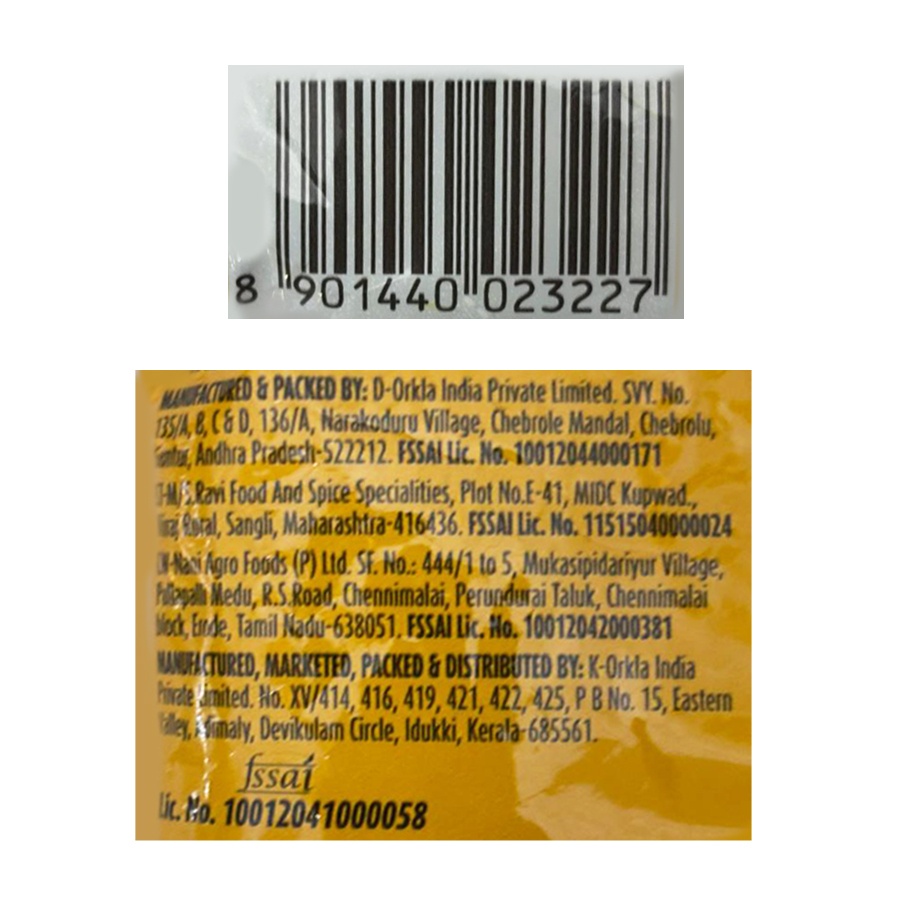 8 901440 023227
MANUFACTURED & PACKED BY: D-Orkla India Private Limited. SVY. No.
135/A, B, C & D, 136/A, Narakoduru Village, Chebrole Mandal, Chebrolu,
Andhra Pradesh-522212. FSSAI Lic. No. 10012044000171
Ravi Food And Spice Specialities, Plot No.E-41, MIDC Kupwad.,
Sangli, Maharashtra-416436. FSSAI Lic. No. 11515040000024
Agro Foods (P) Ltd. SF. No.: 444/1 to 5, Mukasipidariyur Village,
Medu, R.S.Road, Chennimalai, Perundurai Taluk, Chennimalai
Tamil Nadu-638051. FSSAI Lic. No. 10012042000381
MANUFACTURED, MARKETED, PACKED & DISTRIBUTED BY: K-Orkla India
Private Limited. No. XV/414, 416, 419, 421, 422, 425, P B No. 15, Eastern
Devikulam Circle, Idukki, Kerala-685561.
fssai
Lic. No. 10012041000058